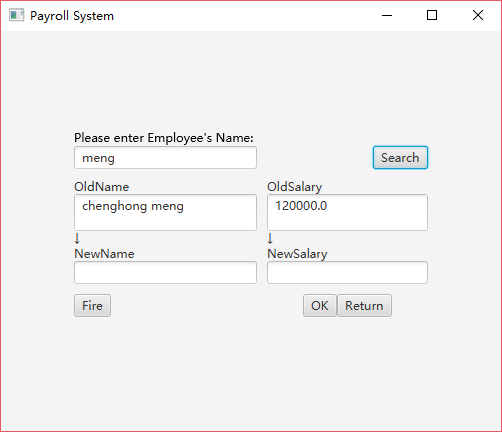 Payroll System
Please enter Employee's Name:
meng Search
OldName OldSalary
chenghong meng 120000.0
↓ ↓
NewName NewSalary
Fire OK Return